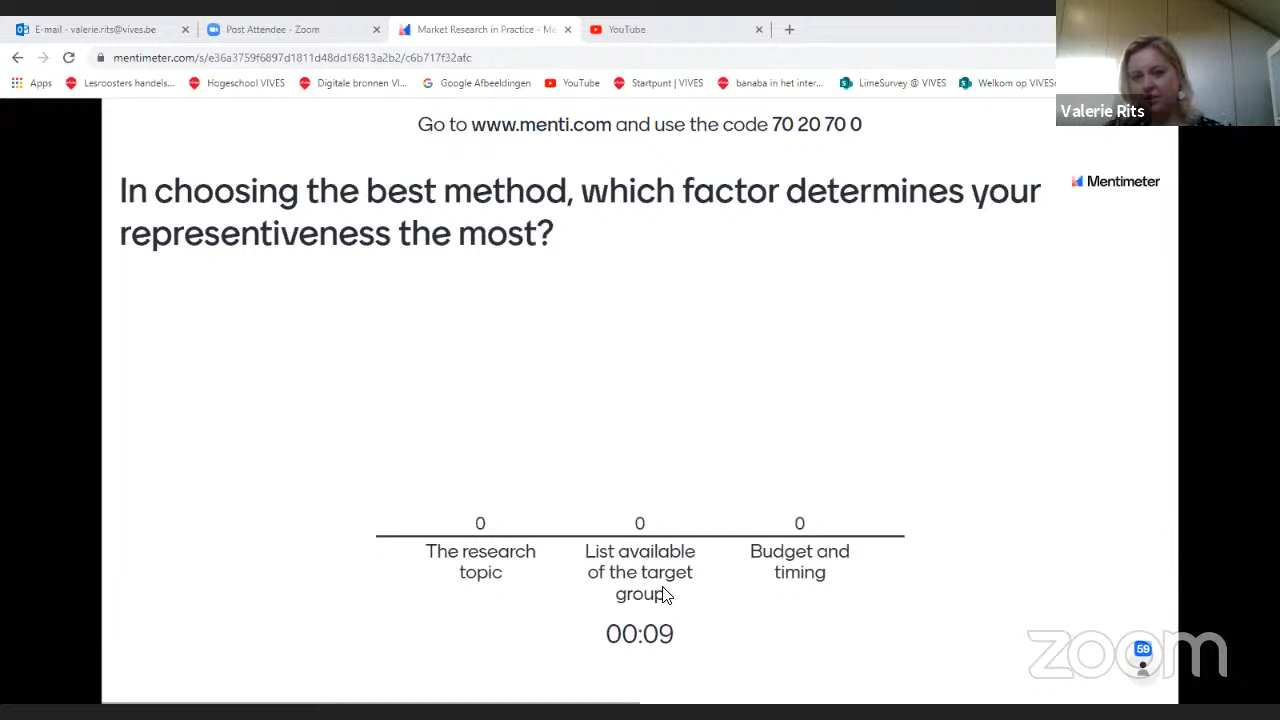 E-mail - valerie.rits@vives.be
Post Attendee - Zoom
Market Research in Practice - Me
YouTube
mentimeter.com/s/e36a3759f6897d1811d48dd16813a2b2/c6b717f32afc
Apps
Lesroosters handels...
Hogeschool VIVES
Digitale bronnen VI...
Google Afbeeldingen
YouTube
Startpunt | VIVES
banaba in het inter...
LimeSurvey @ VIVES
Welkom op VIVES
Valerie Rits
Go to www.menti.com and use the code 70 20 70 0
In choosing the best method, which factor determines your
representiveness the most?
Mentimeter
0
0
0
The research
topic
List available
of the target
group
Budget and
timing
00:09
zoom
59